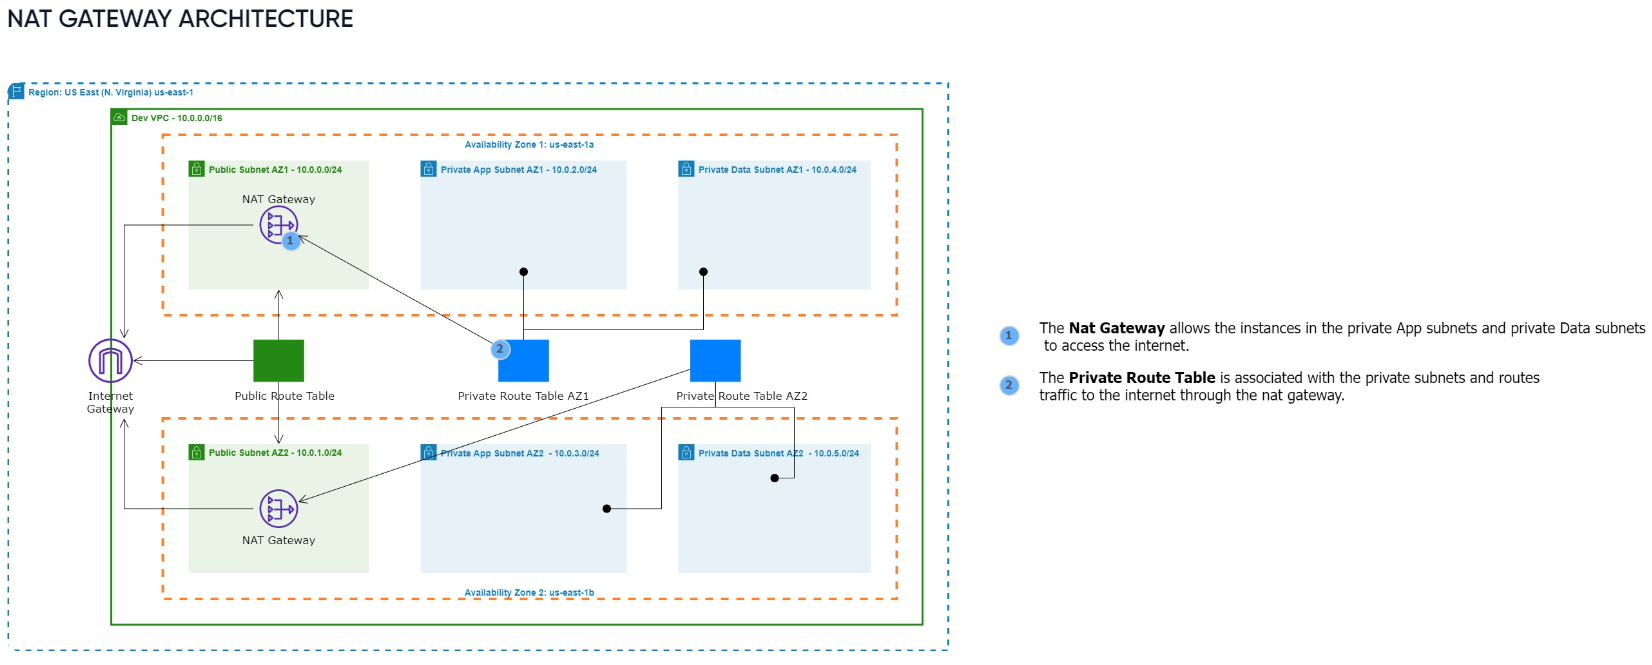 NAT GATEWAY ARCHITECTURE
Region: US East (N. Virginia) us-east-1
Dev VPC - 10.0.0.0/16
Availability Zone 1: us-east-1a
Public Subnet AZ1 - 10.0.0.0/24
Private App Subnet AZ1 - 10.0.2.0/24
Private Data Subnet AZ1 - 10.0.4.0/24
NAT Gateway
1
2
Internet
Gateway
Public Route Table
Private Route Table AZ1
Private Route Table AZ2
Public Subnet AZ2 - 10.0.1.0/24
Private App Subnet AZ2 - 10.0.3.0/24
Private Data Subnet AZ2 - 10.0.5.0/24
NAT Gateway
Availability Zone 2: us-east-1b
1 The Nat Gateway allows the instances in the private App subnets and private Data subnets
to access the internet.
2 The Private Route Table is associated with the private subnets and routes
traffic to the internet through the nat gateway.